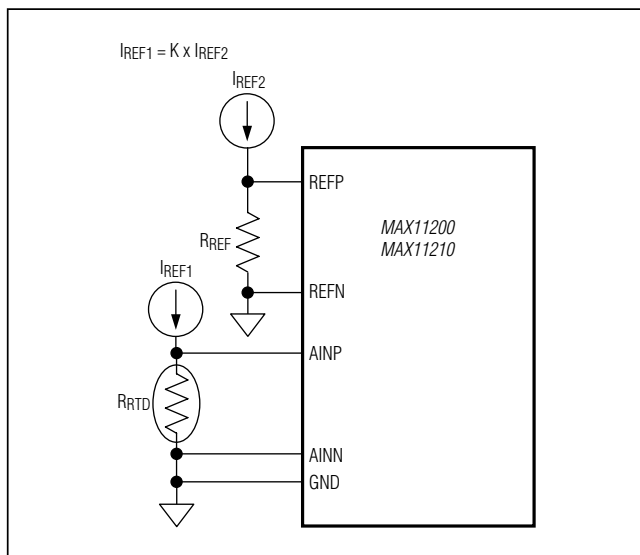 IREF1 = K x IREF2
IREF2
REFP
MAX11200
MAX11210
RREF
REFN
IREF1
AINP
RRTD
AINN
GND